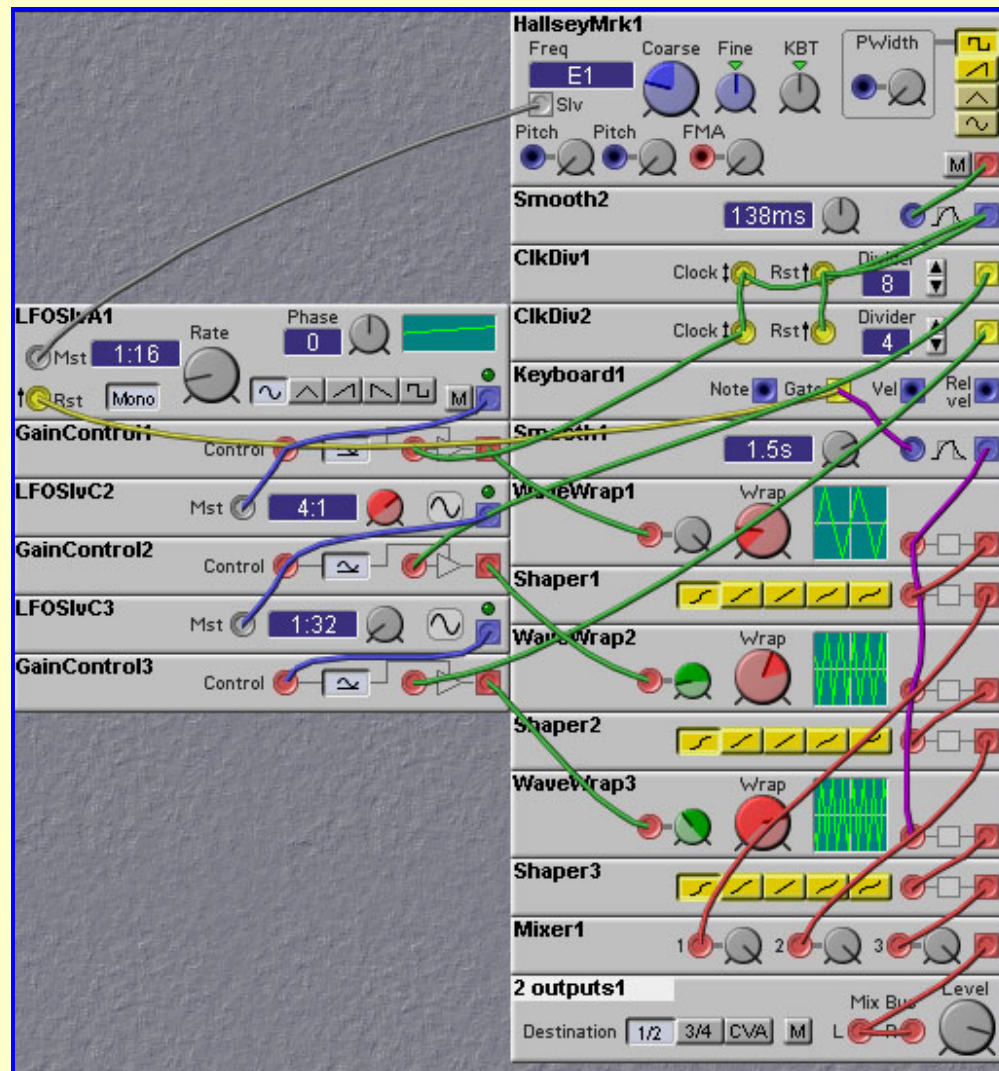 HallseyMrk1
Freq Coarse Fine KBT PWidth
E1
Slv
Pitch Pitch FMA
M
Smooth2
138ms
ClkDiv1
Clock Rst Divider
8
ClkDiv2
Clock Rst Divider
4
Keyboard1
Note Gate Vel Rel vel
Smooth1
1.5s
WaveWrap1
Wrap
Shaper1
WaveWrap2
Wrap
Shaper2
WaveWrap3
Wrap
Shaper3
Mixer1
1 2 3
2 outputs1
Mix Bus Level
Destination 1/2 3/4 CVA M L R
LFOSlvA1
Rate Phase
Mst 1:16 0
Rst Mono M
GainControl1
Control
LFOSlvC2
Mst 4:1
GainControl2
Control
LFOSlvC3
Mst 1:32
GainControl3
Control